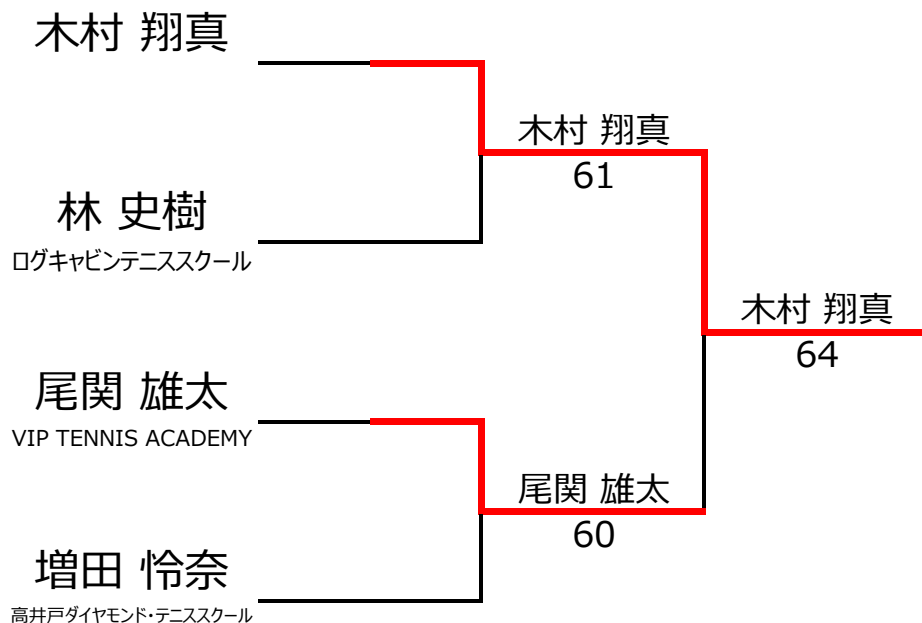 木村 翔真
木村 翔真
61
林 史樹
ログキャビンテニススクール
木村 翔真
64
尾関 雄太
VIP TENNIS ACADEMY
尾関 雄太
60
増田 怜奈
高井戸ダイヤモンド・テニススクール